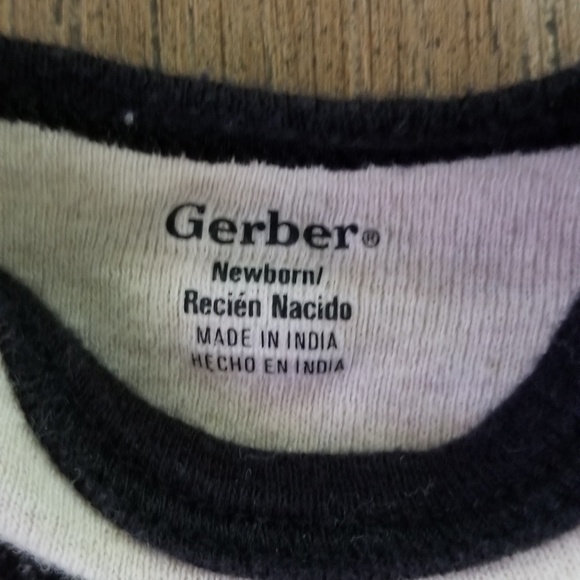 Gerber®
Newborn/
Recién Nacido
MADE IN INDIA
HECHO EN INDIA